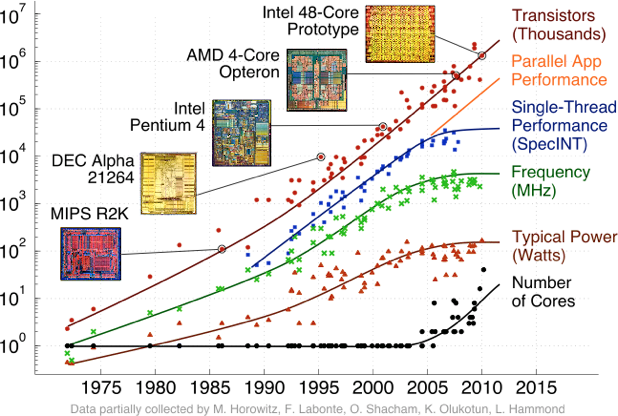 10^7
10^6
10^5
10^4
10^3
10^2
10^1
10^0
Intel 48-Core
Prototype
AMD 4-Core
Opteron
Intel
Pentium 4
DEC Alpha
21264
MIPS R2K
Transistors
(Thousands)
Parallel App
Performance
Single-Thread
Performance
(SpecINT)
Frequency
(MHz)
Typical Power
(Watts)
Number
of Cores
1975 1980 1985 1990 1995 2000 2005 2010 2015
Data partially collected by M. Horowitz, F. Labonte, O. Shacham, K. Olukotun, L. Hammond